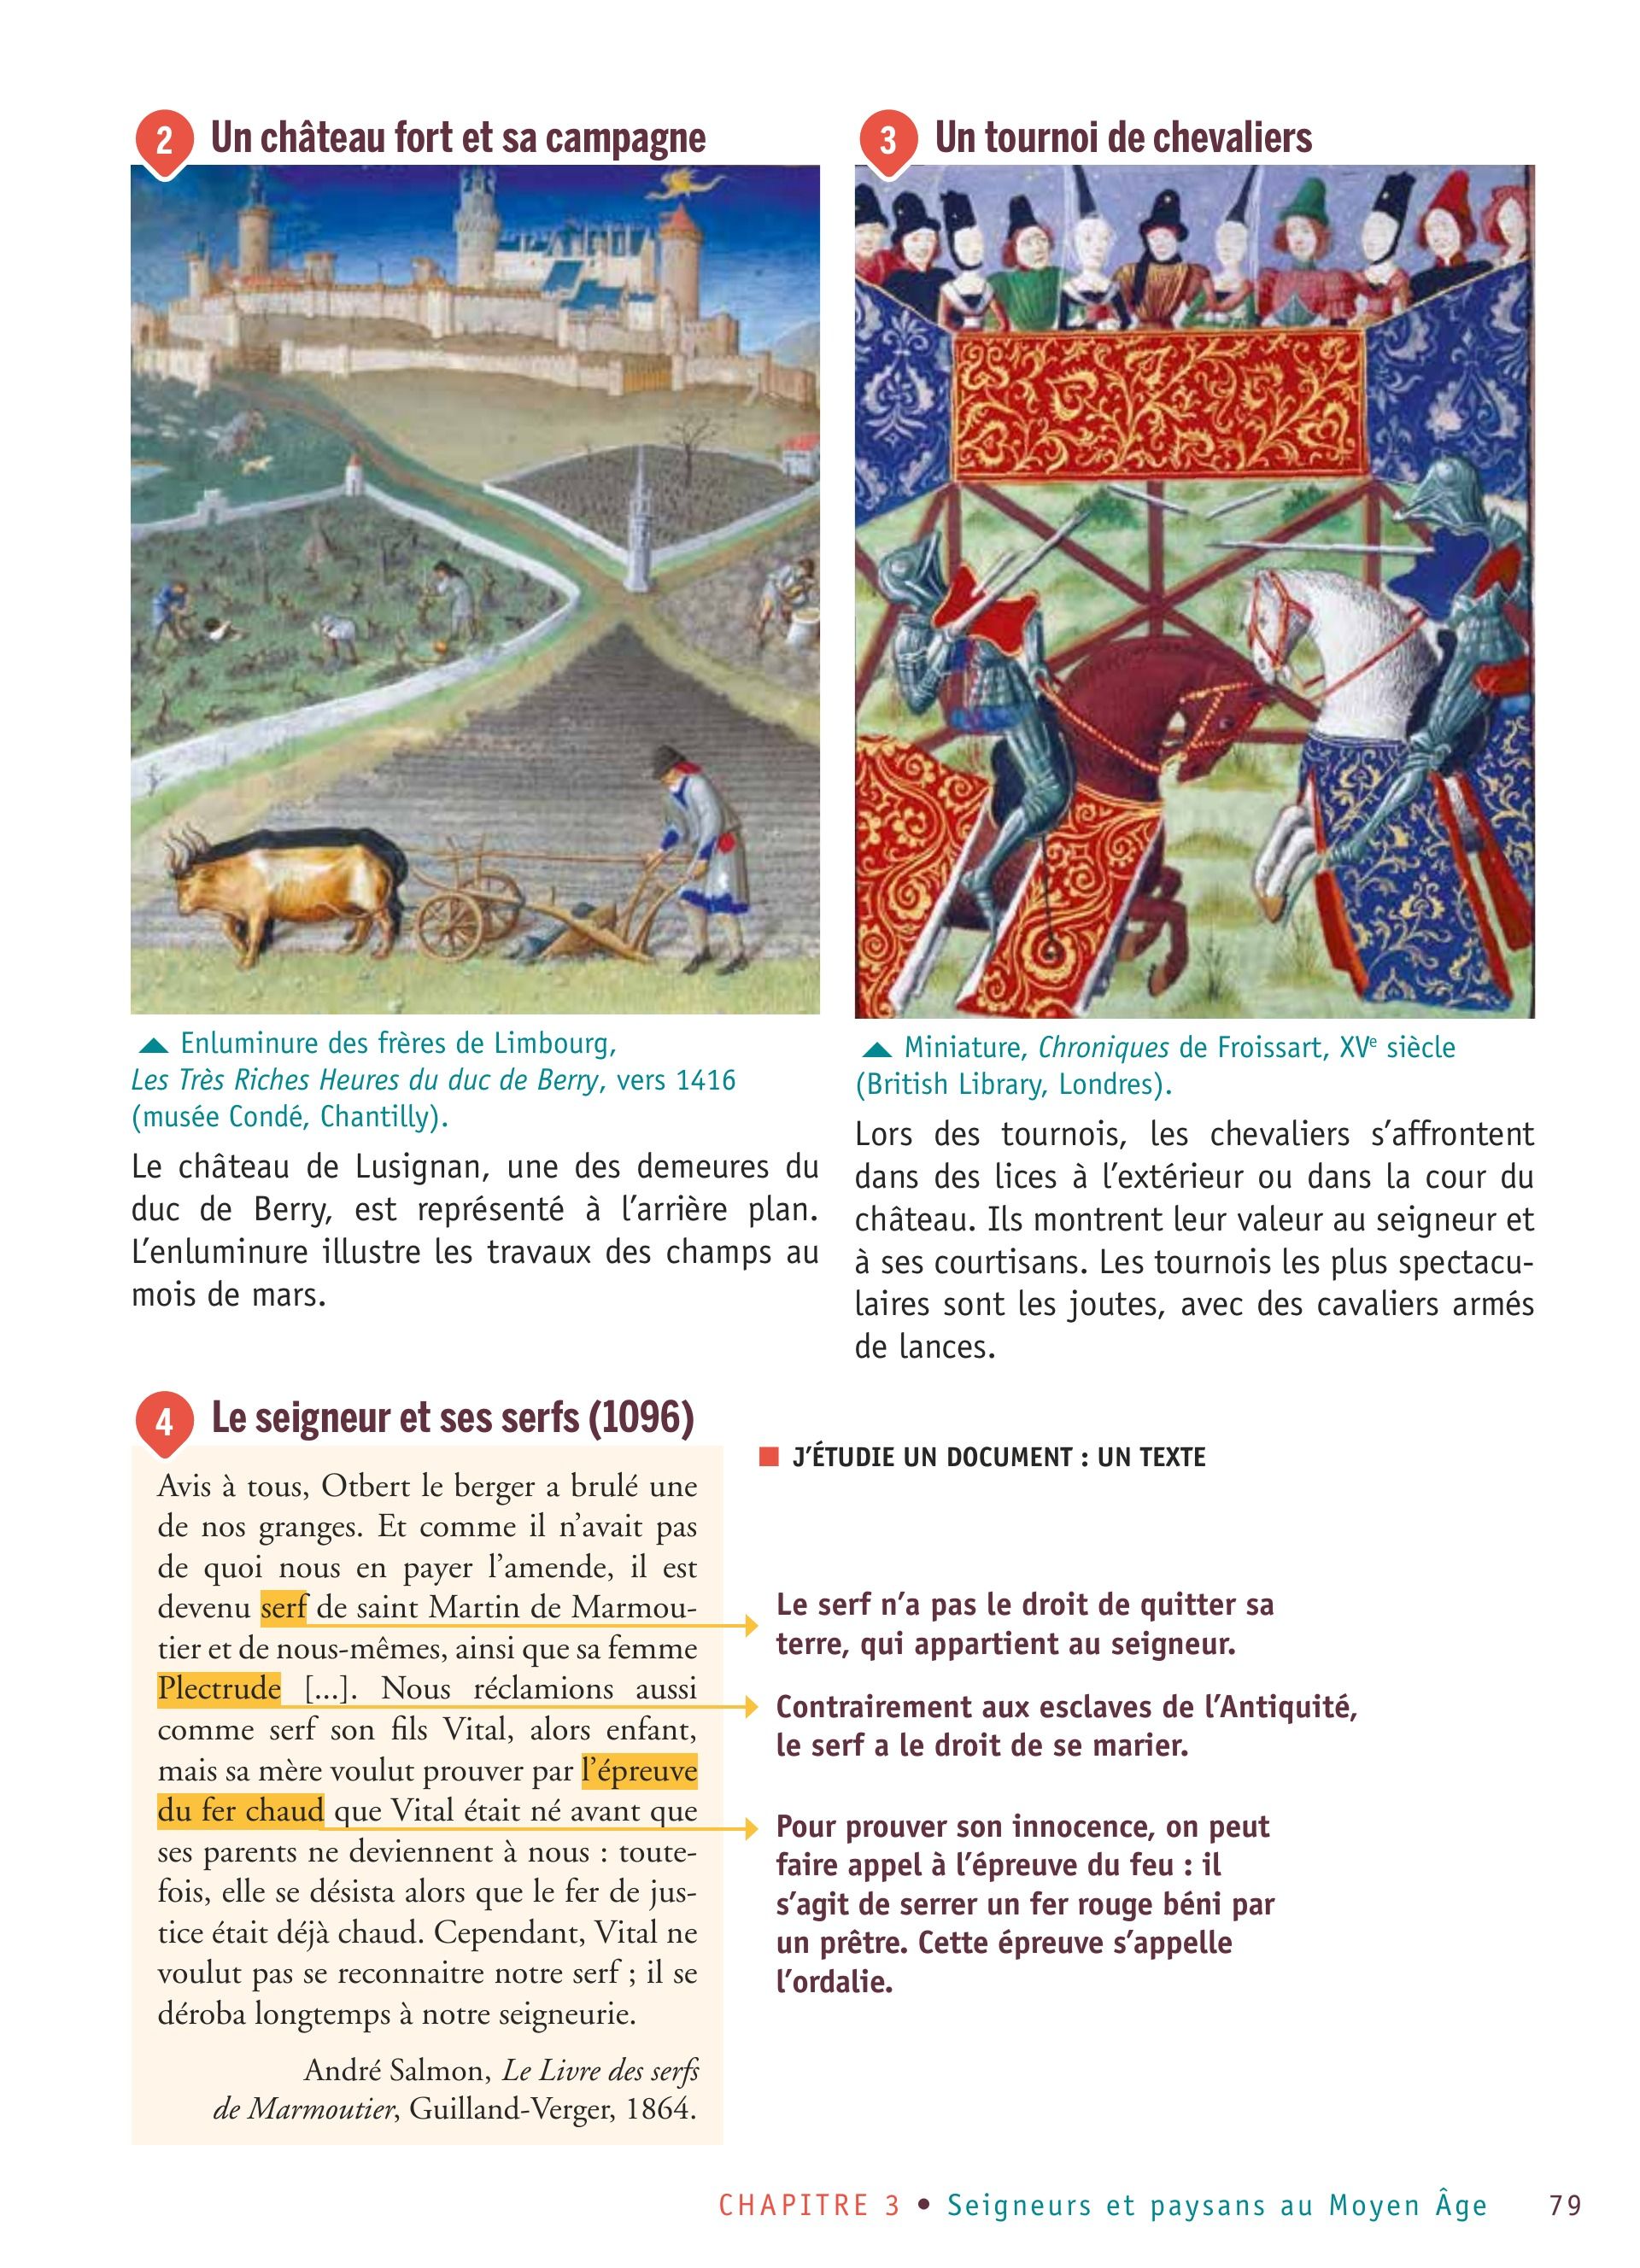 2 Un château fort et sa campagne
Enluminure des frères de Limbourg,
Les Très Riches Heures du duc de Berry, vers 1416
(musée Condé, Chantilly).
Le château de Lusignan, une des demeures du
duc de Berry, est représenté à l’arrière plan.
L’enluminure illustre les travaux des champs au
mois de mars.
3 Un tournoi de chevaliers
Miniature, Chroniques de Froissart, XVe siècle
(British Library, Londres).
Lors des tournois, les chevaliers s’affrontent
dans des lices à l’extérieur ou dans la cour du
château. Ils montrent leur valeur au seigneur et
à ses courtisans. Les tournois les plus spectacu-
laires sont les joutes, avec des cavaliers armés
de lances.
4 Le seigneur et ses serfs (1096)
Avis à tous, Otbert le berger a brulé une
de nos granges. Et comme il n’avait pas
de quoi nous en payer l’amende, il est
devenu serf de saint Martin de Marmou-
tier et de nous-mêmes, ainsi que sa femme
Plectrude [...]. Nous réclamions aussi
comme serf son fils Vital, alors enfant,
mais sa mère voulut prouver par l’épreuve
du fer chaud que Vital était né avant que
ses parents ne deviennent à nous : toute-
fois, elle se désista alors que le fer de jus-
tice était déjà chaud. Cependant, Vital ne
voulut pas se reconnaitre notre serf ; il se
déroba longtemps à notre seigneurie.
André Salmon, Le Livre des serfs
de Marmoutier, Guilland-Verger, 1864.
J’ÉTUDIE UN DOCUMENT : UN TEXTE
Le serf n’a pas le droit de quitter sa
terre, qui appartient au seigneur.
Contrairement aux esclaves de l’Antiquité,
le serf a le droit de se marier.
Pour prouver son innocence, on peut
faire appel à l’épreuve du feu : il
s’agit de serrer un fer rouge béni par
un prêtre. Cette épreuve s’appelle
l’ordalie.
CHAPITRE 3 • Seigneurs et paysans au Moyen Âge 79